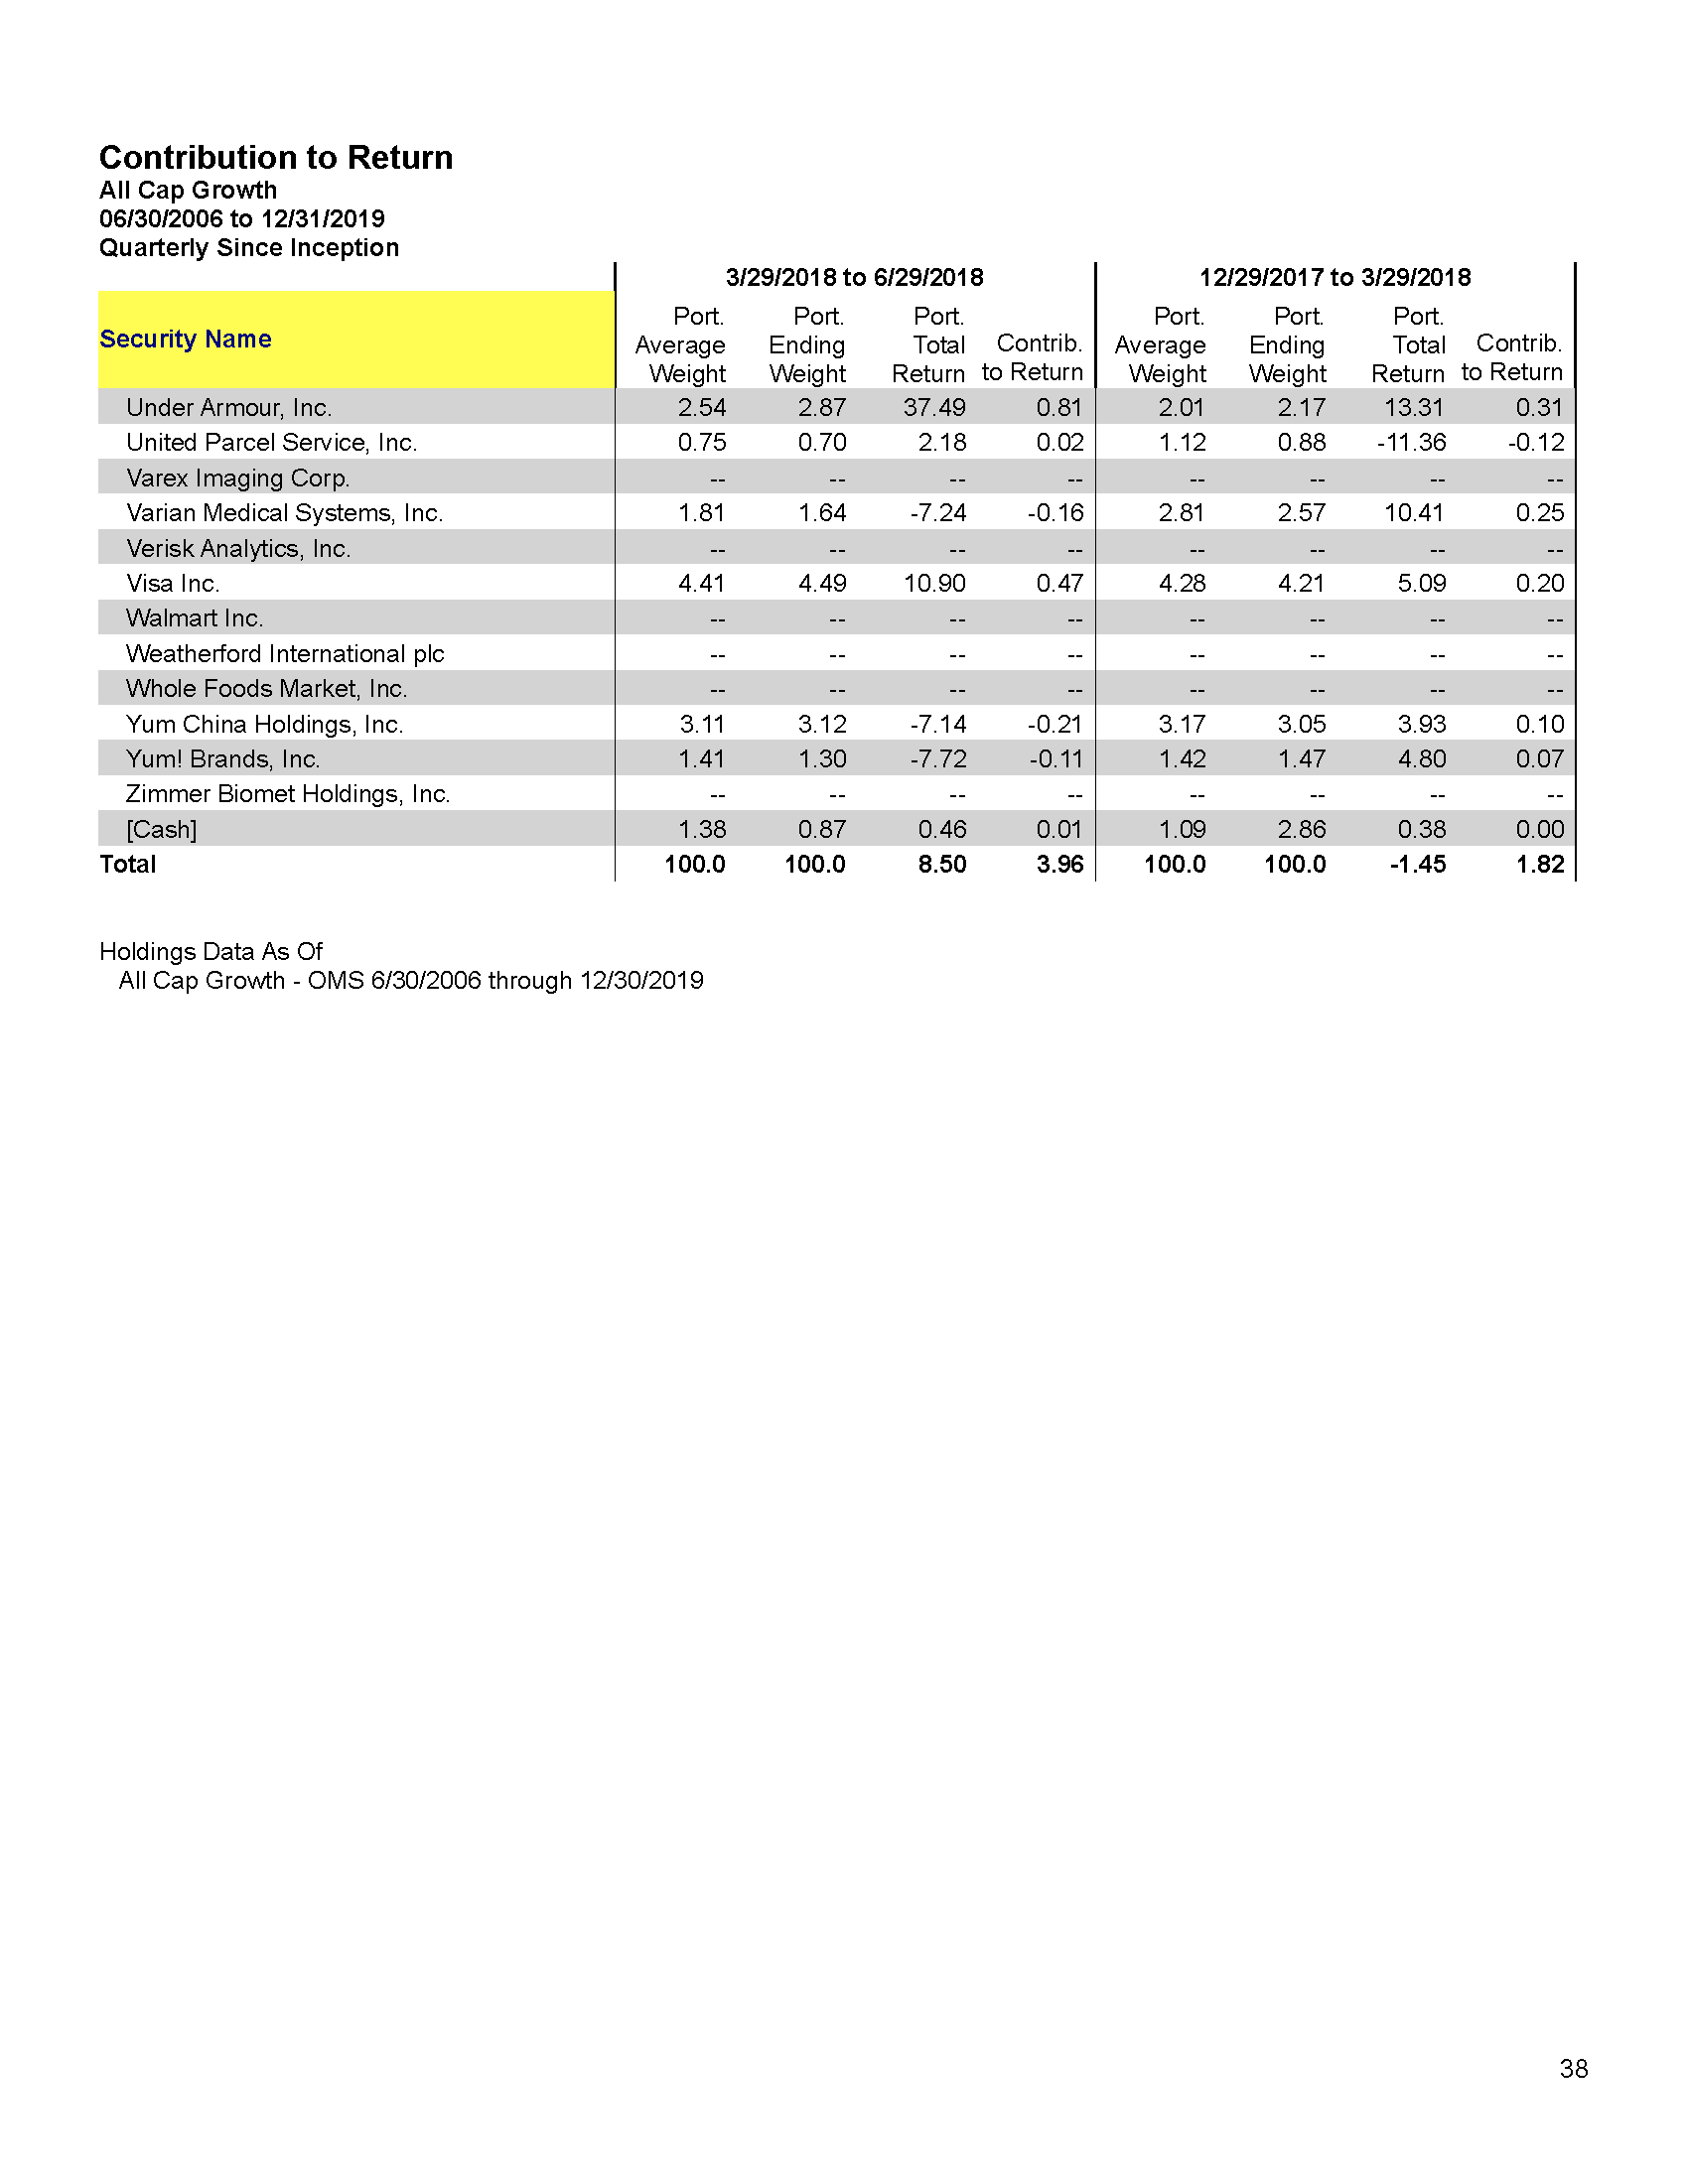 Contribution to Return
All Cap Growth
06/30/2006 to 12/31/2019
Quarterly Since Inception
3/29/2018 to 6/29/2018 12/29/2017 to 3/29/2018
Security Name Port. Average Weight Port. Ending Weight Port. Total Return Contrib. to Return Port. Average Weight Port. Ending Weight Port. Total Return Contrib. to Return
Under Armour, Inc. 2.54 2.87 37.49 0.81 2.01 2.17 13.31 0.31
United Parcel Service, Inc. 0.75 0.70 2.18 0.02 1.12 0.88 -11.36 -0.12
Varex Imaging Corp. -- -- -- -- -- -- -- --
Varian Medical Systems, Inc. 1.81 1.64 -7.24 -0.16 2.81 2.57 10.41 0.25
Verisk Analytics, Inc. -- -- -- -- -- -- -- --
Visa Inc. 4.41 4.49 10.90 0.47 4.28 4.21 5.09 0.20
Walmart Inc. -- -- -- -- -- -- -- --
Weatherford International plc -- -- -- -- -- -- -- --
Whole Foods Market, Inc. -- -- -- -- -- -- -- --
Yum China Holdings, Inc. 3.11 3.12 -7.14 -0.21 3.17 3.05 3.93 0.10
Yum! Brands, Inc. 1.41 1.30 -7.72 -0.11 1.42 1.47 4.80 0.07
Zimmer Biomet Holdings, Inc. -- -- -- -- -- -- -- --
[Cash] 1.38 0.87 0.46 0.01 1.09 2.86 0.38 0.00
Total 100.0 100.0 8.50 3.96 100.0 100.0 -1.45 1.82
Holdings Data As Of
All Cap Growth - OMS 6/30/2006 through 12/30/2019
38